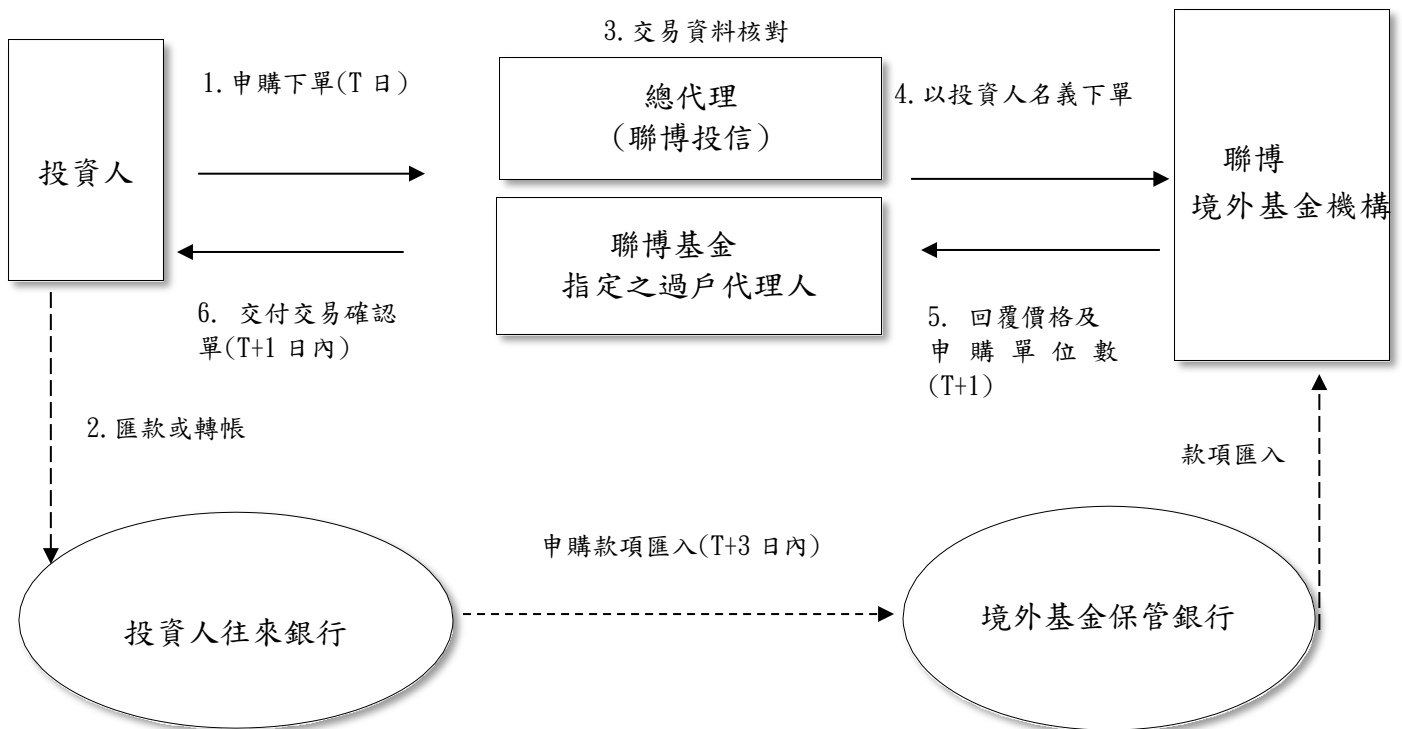 3.交易資料核對
1.申購下單(T 日)
總代理
(聯博投信)
4.以投資人名義下單
投資人
聯博
境外基金機構
聯博基金
指定之過戶代理人
6. 交付交易確認
單(T+1 日內)
5. 回覆價格及
申購單位數
(T+1)
2.匯款或轉帳
款項匯入
申購款項匯入(T+3 日內)
投資人往來銀行
境外基金保管銀行